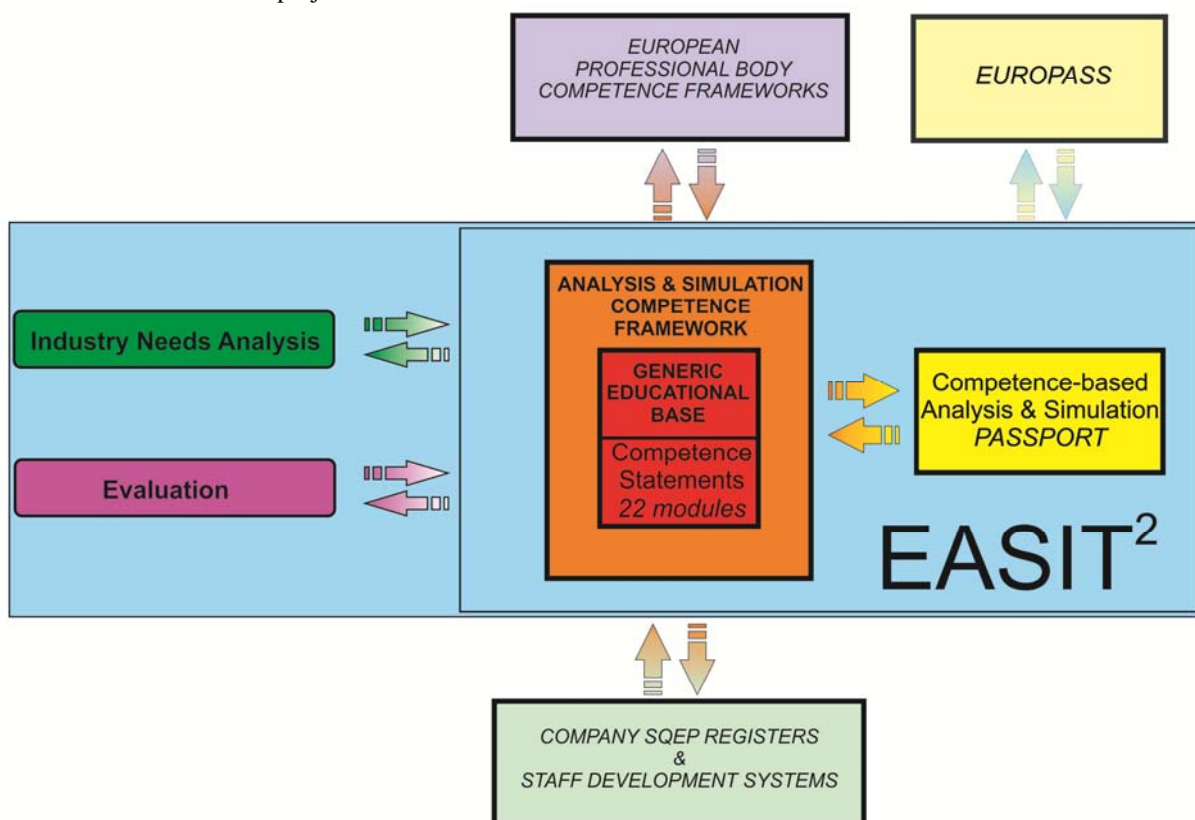 EUROPEAN
PROFESSIONAL BODY
COMPETENCE FRAMEWORKS
EUROPASS
Industry Needs Analysis
Evaluation
ANALYSIS & SIMULATION
COMPETENCE
FRAMEWORK
GENERIC
EDUCATIONAL
BASE
Competence
Statements
22 modules
Competence-based
Analysis & Simulation
PASSPORT
EASIT²
COMPANY SQEP REGISTERS
&
STAFF DEVELOPMENT SYSTEMS